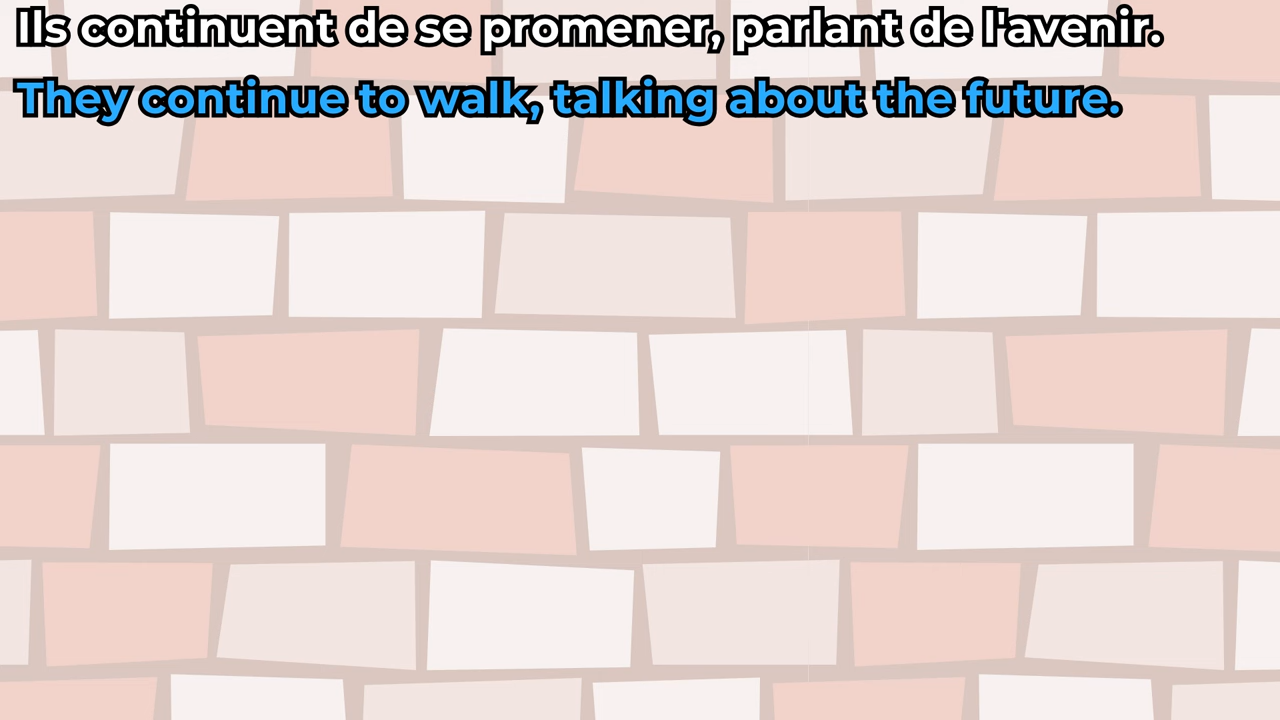 Ils continuent de se promener, parlant de l'avenir.
They continue to walk, talking about the future.